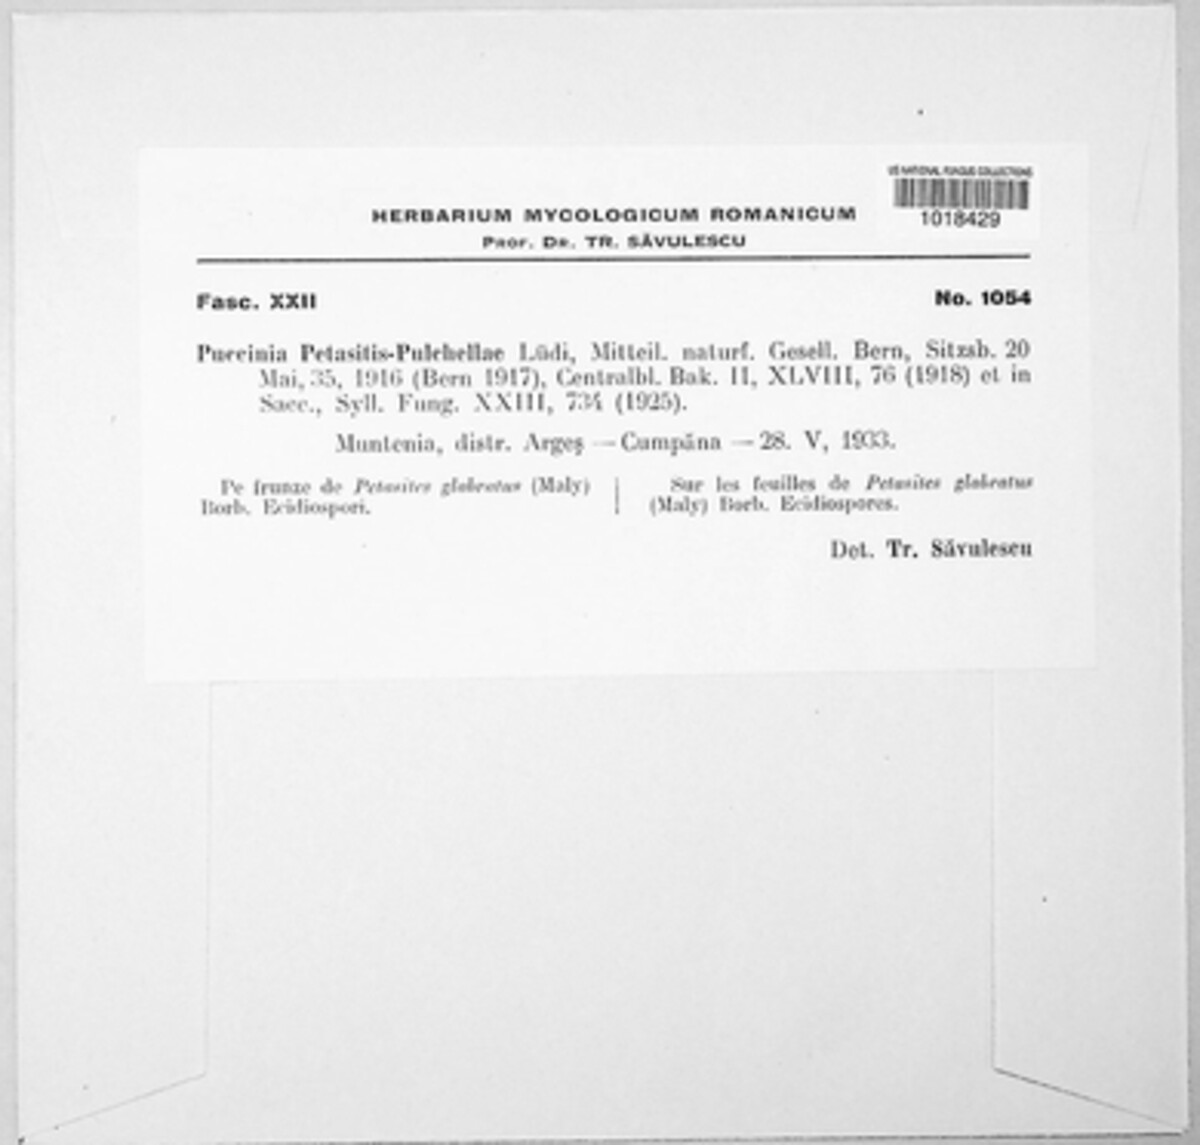 US NATIONAL FUNGUS COLLECTIONS
1018429
HERBARIUM MYCOLOGICUM ROMANICUM
PROF. DR. TR. SĂVULESCU
Fasc. XXII
No. 1054
Puccinia Petasitis-Pulchellae Lüdi, Mitteil. naturf. Gesell. Bern, Sitzsb. 20
Mai, 35, 1916 (Bern 1917), Centralbl. Bak. II, XLVIII, 76 (1918) et in
Sacc., Syll. Fung. XXIII, 734 (1925).
Muntenia, distr. Argeş — Cumpăna — 28. V, 1933.
Pe frunze de Petasites glabratus (Maly)
Borb. Ecidiospori.
Sur les feuilles de Petasites glabratus
(Maly) Borb. Ecidiospores.
Det. Tr. Săvulescu